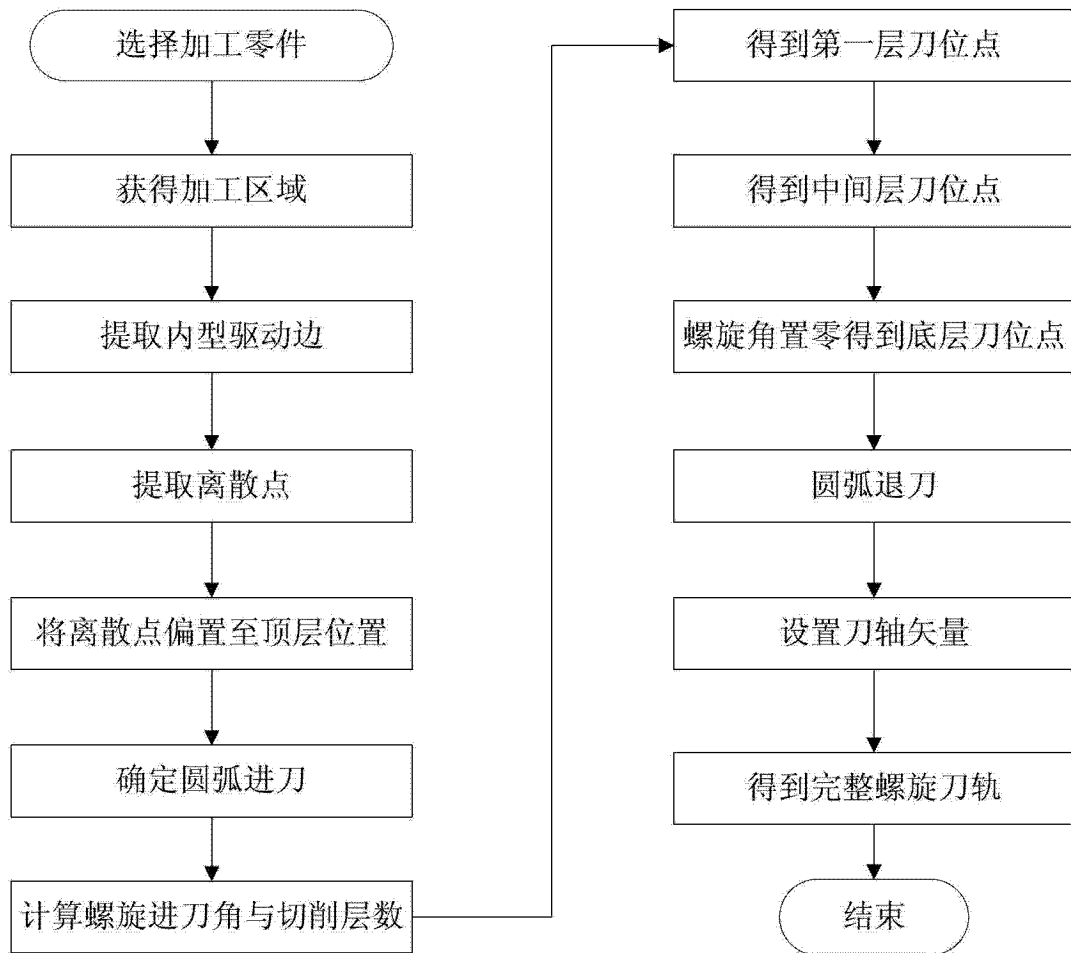 选择加工零件
获得加工区域
提取内型驱动边
提取离散点
将离散点偏置至顶层位置
确定圆弧进刀
计算螺旋进刀角与切削层数
得到第一层刀位点
得到中间层刀位点
螺旋角置零得到底层刀位点
圆弧退刀
设置刀轴矢量
得到完整螺旋刀轨
结束